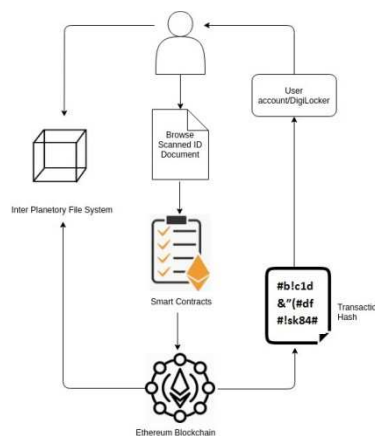 User
account/DigiLocker
Browse
Scanned ID
Document
Inter Planetory File System
#b!c1d
&"(#df
#!sk84#
Transactic
Hash
Smart Contracts
Ethereum Blockchain